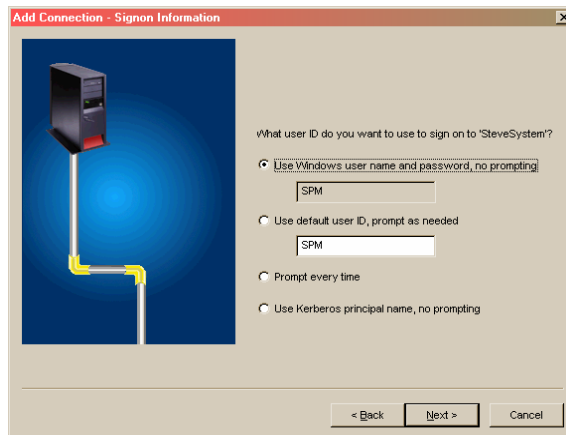 Add Connection - Signon Information
What user ID do you want to use to sign on to 'SteveSystem'?
Use Windows user name and password, no prompting
SPM
Use default user ID, prompt as needed
SPM
Prompt every time
Use Kerberos principal name, no prompting
< Back
Next >
Cancel